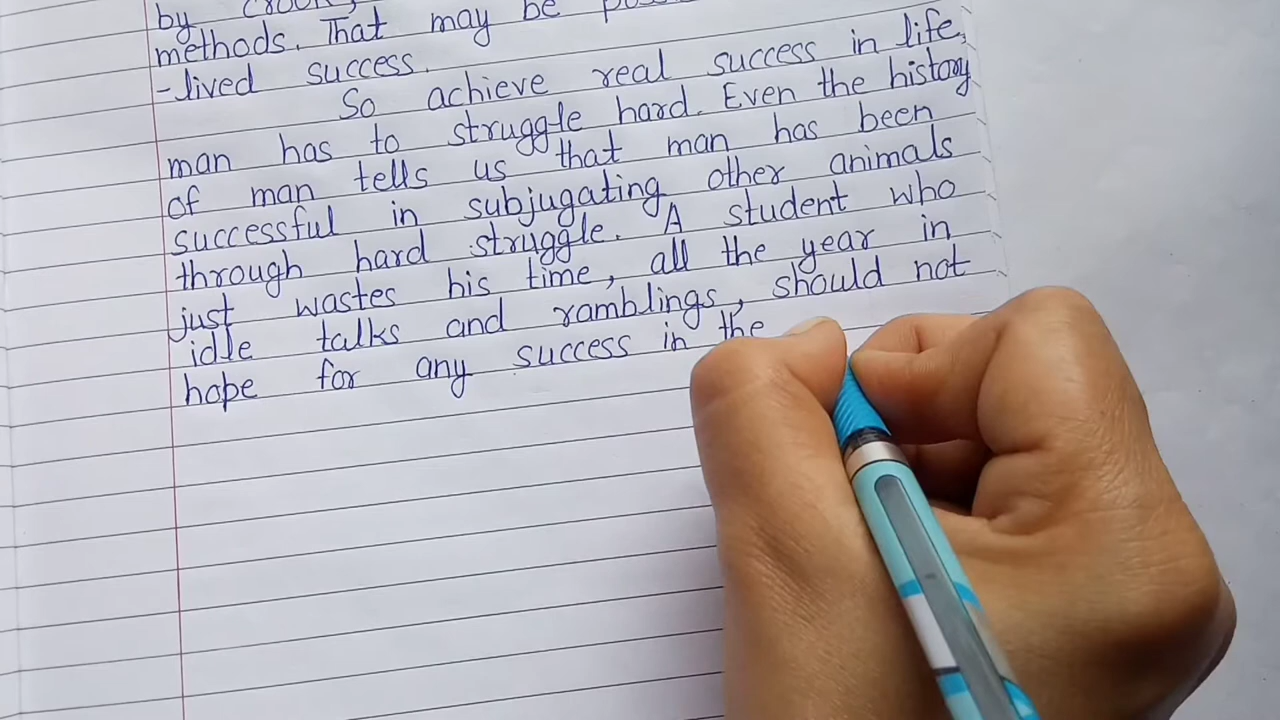 by
methods. That may be
-lived success.
So achieve real success in life,
man has to struggle hard. Even the history
of man tells us that man has been
successful in subjugating other animals
through hard struggle. A student who
just wastes his time, all the year in
idle talks and ramblings, should not
hope for any success in the